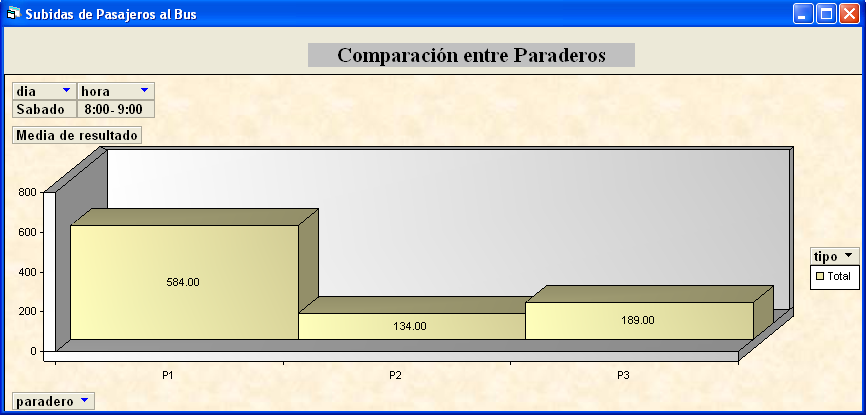 Subidas de Pasajeros al Bus
Comparación entre Paraderos
dia hora
Sabado 8:00- 9:00
Media de resultado
800
600
400
200
0
584.00
134.00
189.00
P1 P2 P3
tipo
Total
paradero